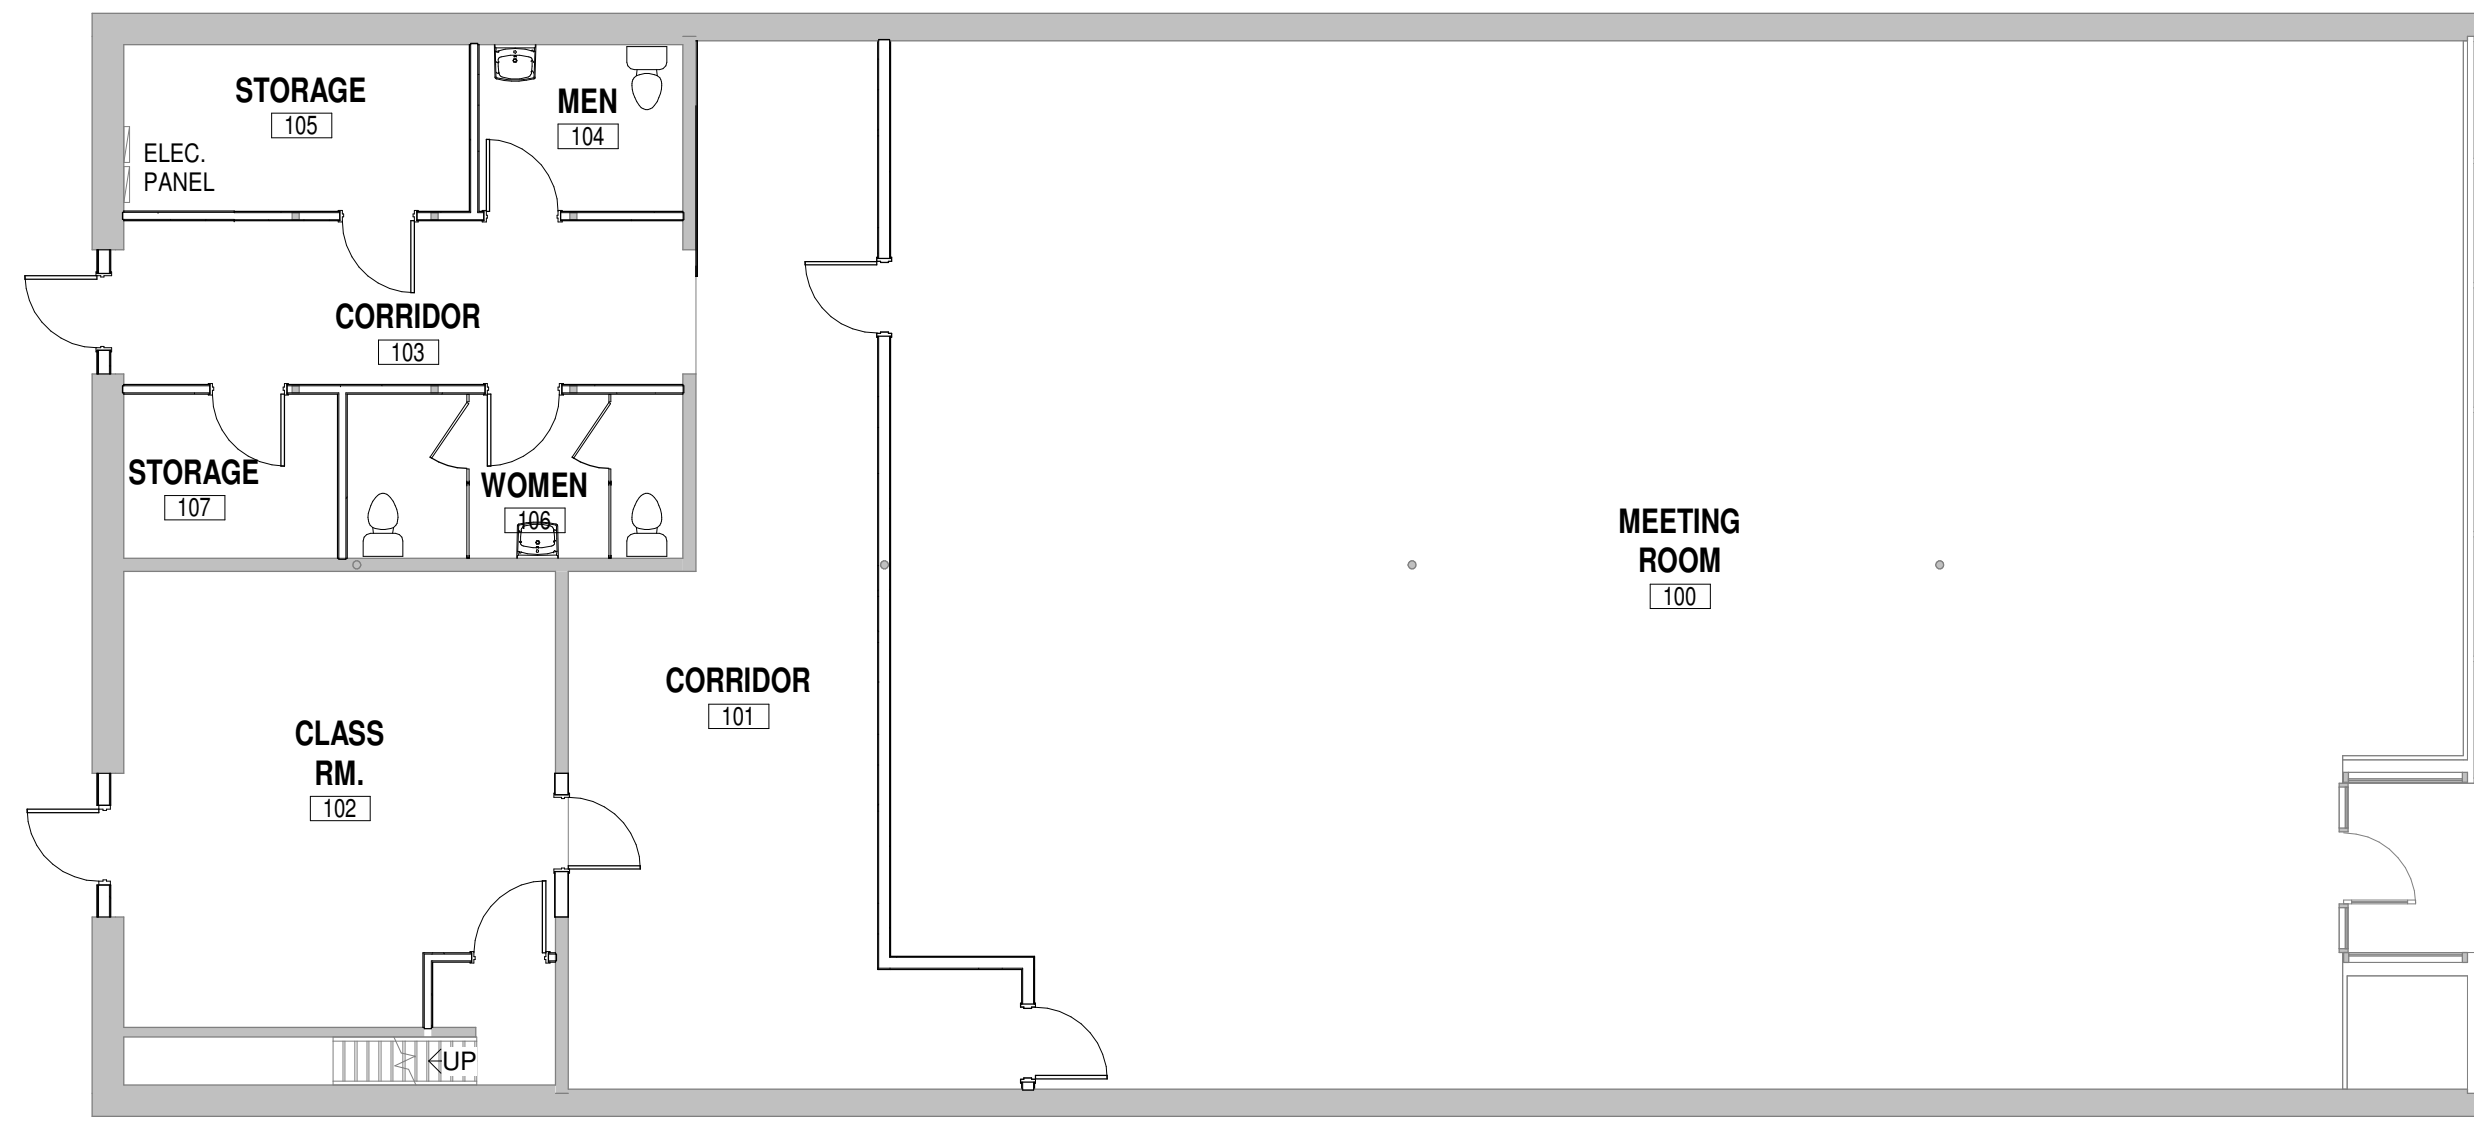 STORAGE
105
MEN
104
ELEC.
PANEL
CORRIDOR
103
STORAGE
107
WOMEN
106
MEETING
ROOM
100
CORRIDOR
101
CLASS
RM.
102
UP